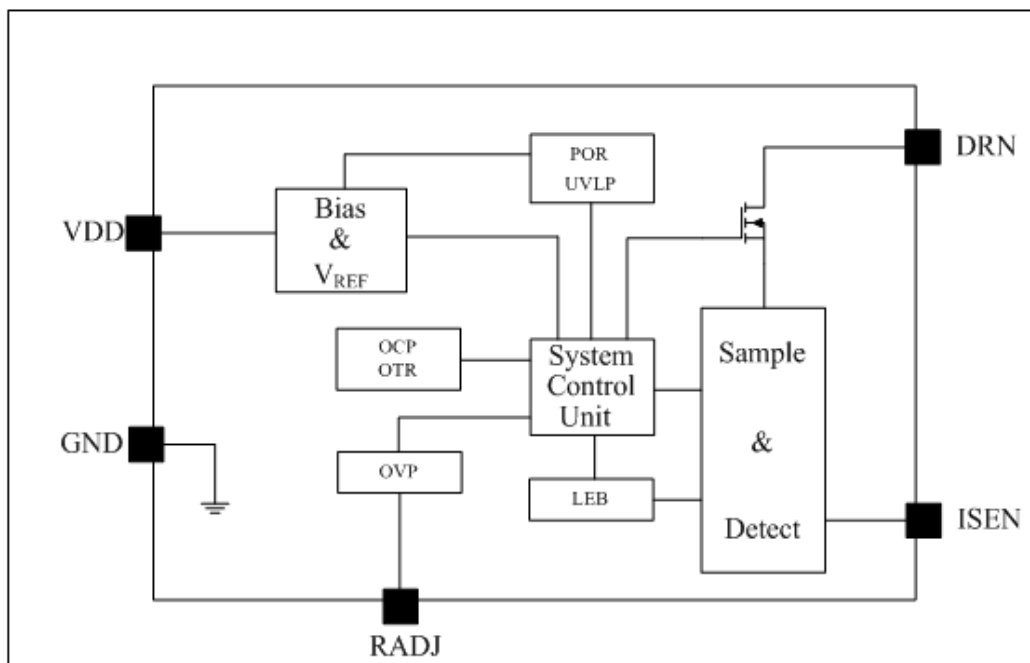 POR
UVLP
DRN
Bias
&
VREF
VDD
OCP
OTR
System
Control
Unit
Sample
&
Detect
GND
OVP
LEB
ISEN
RADJ